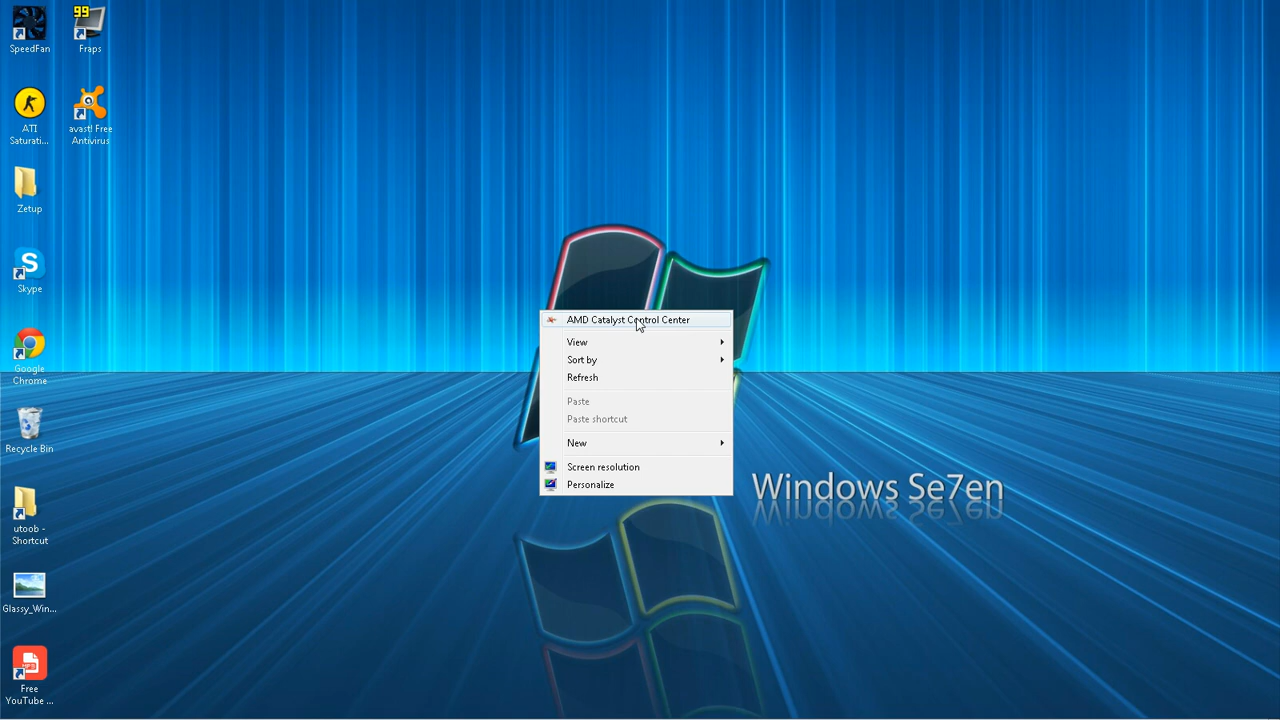 SpeedFan
99
Fraps
ATI
Saturati...
avast! Free
Antivirus
Zetup
S
Skype
Google
Chrome
Recycle Bin
utoob -
Shortcut
Glassy_Win...
MP3
Free
YouTube ...
AMD Catalyst Control Center
View
Sort by
Refresh
Paste
Paste shortcut
New
Screen resolution
Personalize
Windows Se7en